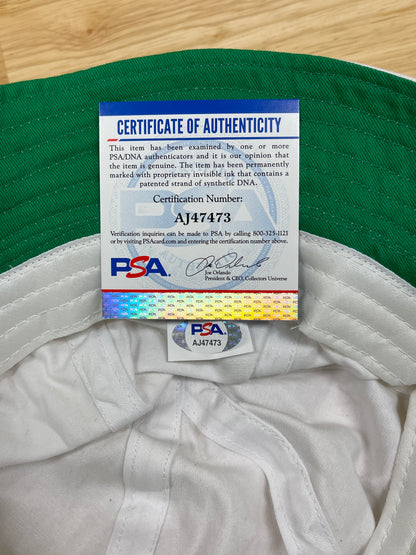 CERTIFICATE OF AUTHENTICITY
This item has been examined by one or more
PSA/DNA authenticators and it is our opinion that
the item is genuine. The item has been permanently
marked with proprietary invisible ink that contains a
patented strand of synthetic DNA.
Certification Number:
AJ47473
Verification inquiries can be made to PSA by calling 800-325-1121
or by visiting PSAcard.com and entering the certification number above.
PSA
Joe Orlando
President & CEO, Collectors Universe
PSA
AJ47473